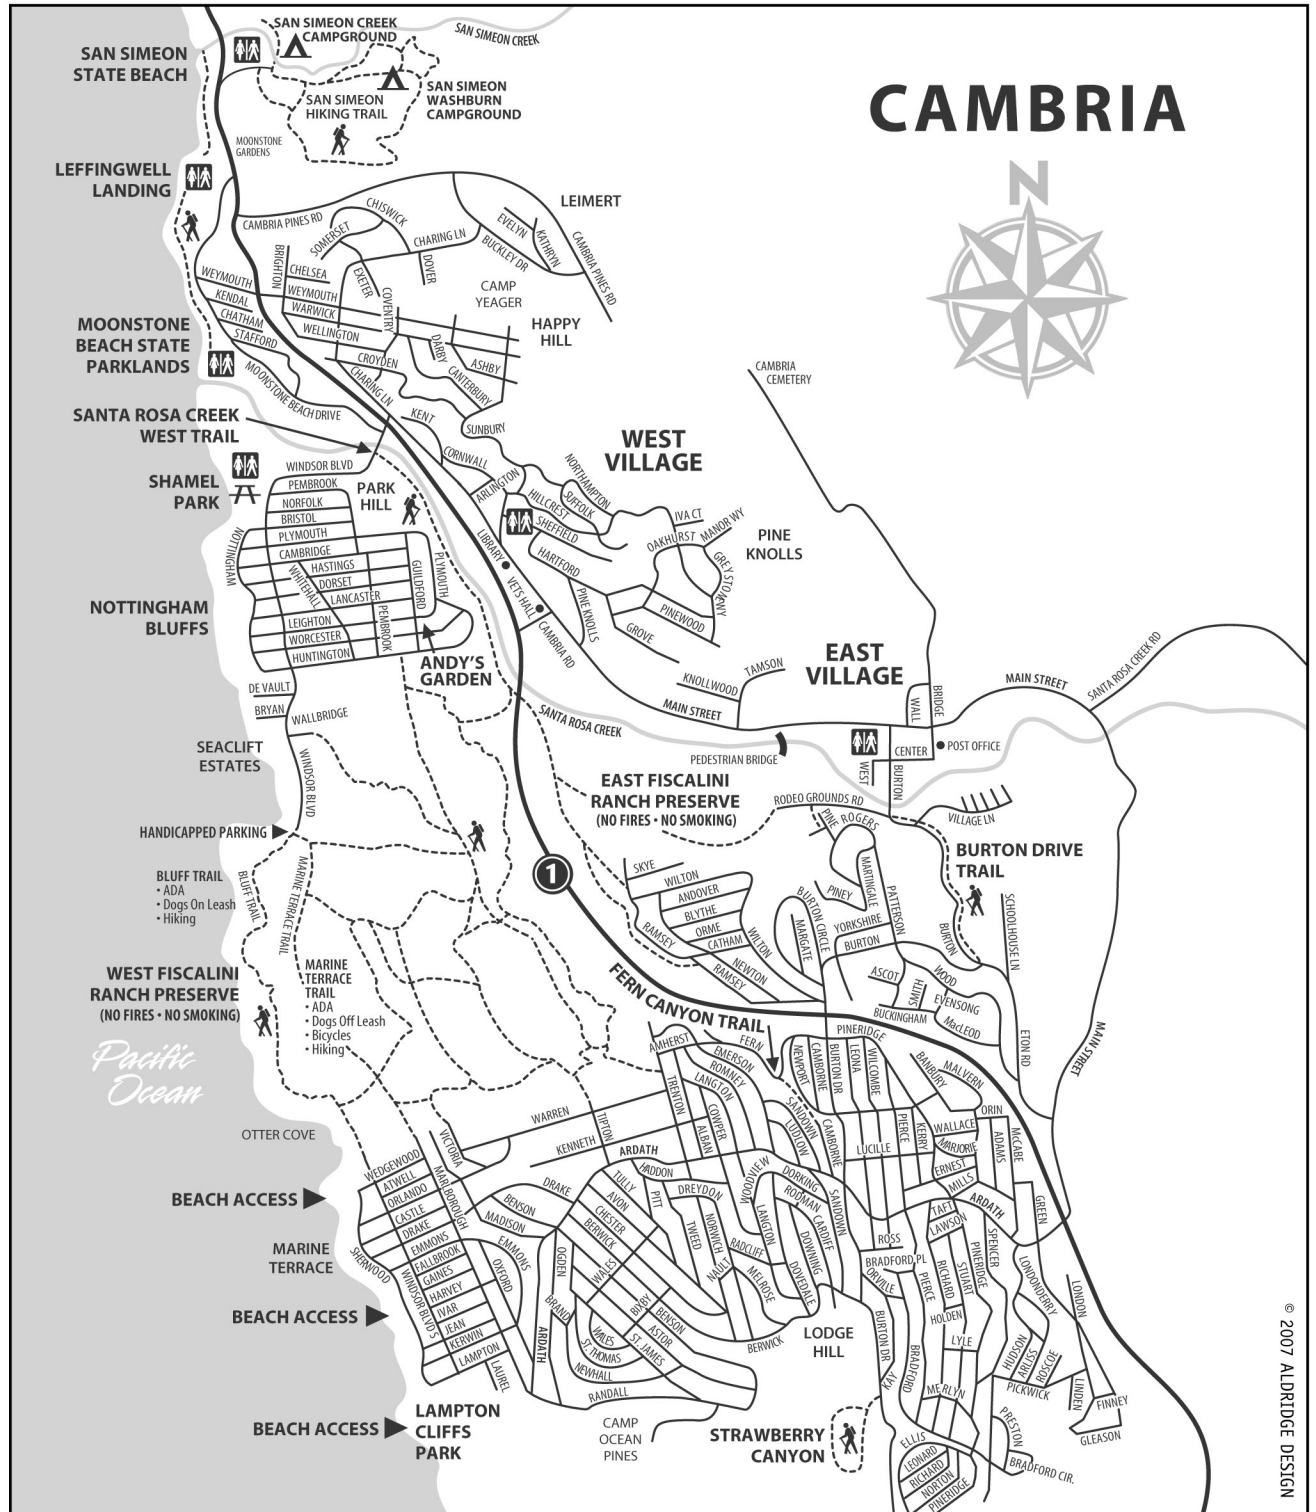 SAN SIMEON CREEK
CAMPGROUND
SAN SIMEON CREEK
SAN SIMEON
STATE BEACH
SAN SIMEON
WASHBURN
CAMPGROUND
SAN SIMEON
HIKING TRAIL
CAMBRIA
MOONSTONE
GARDENS
N
LEFFINGWELL
LANDING
LEIMERT
CAMBRIA PINES RD
CHISWICK
SOMERSET
CHARING LN
EVELYN
KATHRYN
BUCKLEY DR
CAMBRIA PINES RD
BRIGHTON
CHELSEA
EXETER
DOVER
WEYMOUTH
WEYMOUTH
KENDAL
CHATHAM
STAFFORD
WARWICK
WELLINGTON
COVENTRY
CAMP
YEAGER
HAPPY
HILL
MOONSTONE
BEACH STATE
PARKLANDS
CROYDEN
DARBY
ASHBY
CANTERBURY
CHARING LN
MOONSTONE BEACH DRIVE
CAMBRIA
CEMETERY
SANTA ROSA CREEK
WEST TRAIL
KENT
SUNBURY
CORNWALL
ARLINGTON
WEST
VILLAGE
WINDSOR BLVD
SHAMEL
PARK
PARK
HILL
PEMBROOK
NORFOLK
BRISTOL
PLYMOUTH
CAMBRIDGE
HASTINGS
DORSET
LANCASTER
LEIGHTON
WORCESTER
HUNTINGTON
NOTTINGHAM
WHITEHALL
PEMBROOK
GUILDFORD
PLYMOUTH
NORTHAMPTON
SUFFOLK
HILLCREST
SHEFFIELD
HARTFORD
IVA CT
OAKHURST
MANOR WY
GREYSTONE WY
PINE
KNOLLS
LIBRARY
VETS HALL
CAMBRIA RD
PINE KNOLLS
PINEWOOD
GROVE
NOTTINGHAM
BLUFFS
ANDY'S
GARDEN
EAST
VILLAGE
TAMSON
KNOLLWOOD
MAIN STREET
MAIN STREET
SANTA ROSA CREEK RD
DE VAULT
BRYAN
WALLBRIDGE
WALL
BRIDGE
SANTA ROSA CREEK
SEACLIFT
ESTATES
WINDSOR BLVD
PEDESTRIAN BRIDGE
CENTER
POST OFFICE
WEST
BURTON
EAST FISCALINI
RANCH PRESERVE
(NO FIRES • NO SMOKING)
RODEO GROUNDS RD
VILLAGE LN
HANDICAPPED PARKING
PINE
ROGERS
BURTON DRIVE
TRAIL
1
BLUFF TRAIL
• ADA
• Dogs On Leash
• Hiking
BLUFF TRAIL
MARINE TERRACE TRAIL
SKYE
WILTON
ANDOVER
BLYTHE
ORME
CATHAM
RAMSEY
WILTON
NEWTON
RAMSEY
PINEY
MARTINGALE
PATTERSON
BURTON CIRCLE
MARGATE
YORKSHIRE
BURTON
BURTON
SCHOOLHOUSE LN
WEST FISCALINI
RANCH PRESERVE
(NO FIRES • NO SMOKING)
MARINE
TERRACE
TRAIL
• ADA
• Dogs Off Leash
• Bicycles
• Hiking
FERN CANYON TRAIL
ASCOT
SMITH
WOOD
EVENSONG
BUCKINGHAM
MacLEOD
ETON RD
MAIN STREET
Pacific
Ocean
AMHERST
FERN
EMERSON
ROMNEY
LANGTON
TRENTON
COWPER
ALBAN
NEWPORT
CAMBORNE
BURTON DR
LEONA
WILCOMBE
PINERIDGE
BANBURY
MALVERN
SANDOWN
LUDLOW
CAMBORNE
PIERCE
KERRY
ORIN
WALLACE
MARJORIE
ERNEST
MILLS
ADAMS
McCABE
LUCILLE
OTTER COVE
WARREN
TIPTON
KENNETH
VICTORIA
ARDATH
WEDGEWOOD
ATWELL
ORLANDO
CASTLE
DRAKE
EMMONS
FALLBROOK
GAINES
HARVEY
IVAR
JEAN
KERWIN
LAMPTON
MARLBOROUGH
SHERWOOD
WINDSOR BLVD S
LAUREL
BEACH ACCESS
MARINE
TERRACE
BEACH ACCESS
BEACH ACCESS
LAMPTON
CLIFFS
PARK
BENSON
MADISON
EMMONS
OXFORD
DRAKE
TULLY
AVON
CHESTER
BERWICK
WALES
OGDEN
BRAND
ARDATH
HADDON
PITT
DREYDON
TWEED
NORWICH
NAULT
RADCLIFF
MELROSE
WOODVIEW
LANGTON
DORKING
RODMAN
CARDIFF
DOWNING
DOVEDALE
SANDOWN
BIXBY
BENSON
ASTOR
ST. JAMES
WALES
ST. THOMAS
NEWHALL
RANDALL
BERWICK
LODGE
HILL
CAMP
OCEAN
PINES
STRAWBERRY
CANYON
ARDATH
GREEN
TAFT
LAWSON
SPENCER
PINERIDGE
ROSS
BRADFORD PL
ORVILLE
PIERCE
RICHARD
STUART
HOLDEN
LYLE
LONDONDERRY
LONDON
BURTON DR
KAY
BRADFORD
MERLYN
HUDSON
ARLISS
ROSCOE
PICKWICK
LINDEN
FINNEY
GLEASON
PRESTON
BRADFORD CIR.
ELLIS
LEONARD
RICHARD
NORTON
PINERIDGE
© 2007 ALDRIDGE DESIGN